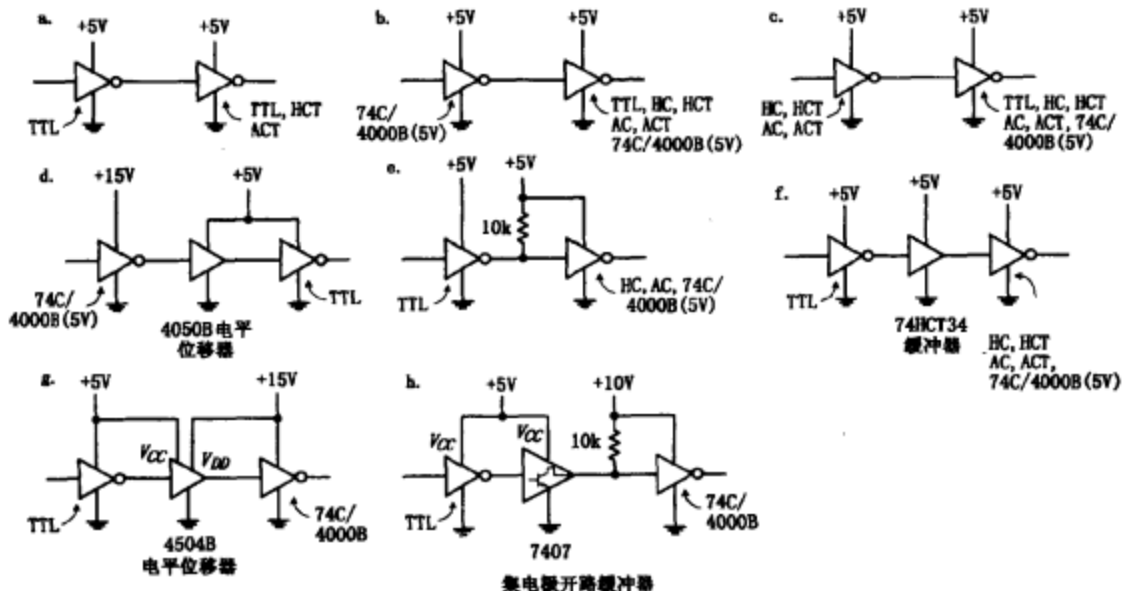 a.
+5V
+5V
TTL
TTL, HCT
ACT
b.
+5V
+5V
74C/
4000B(5V)
TTL, HC, HCT
AC, ACT
74C/4000B(5V)
c.
+5V
+5V
HC, HCT
AC, ACT
TTL, HC, HCT
AC, ACT, 74C/
4000B(5V)
d.
+15V
+5V
74C/
4000B(5V)
4050B电平
位移器
TTL
e.
+5V
+5V
10k
TTL
HC, AC, 74C/
4000B(5V)
f.
+5V
+5V
+5V
TTL
74HCT34
缓冲器
HC, HCT
AC, ACT,
74C/4000B(5V)
g.
+5V
+15V
VCC
VDD
TTL
4504B
电平位移器
74C/
4000B
h.
+5V
+10V
VCC
VCC
10k
TTL
7407
集电极开路缓冲器
74C/
4000B